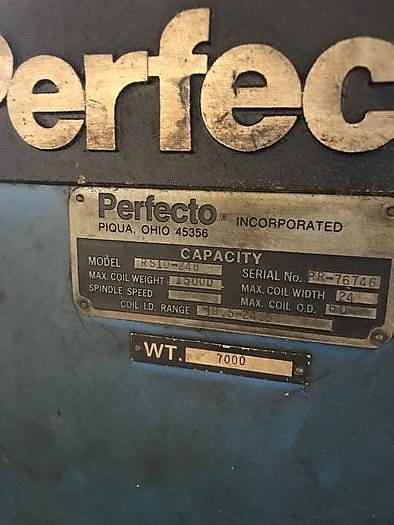 Perfec
Perfecto® INCORPORATED
PIQUA, OHIO 45356
CAPACITY
MODEL RS10-248 SERIAL No. PR-76746
MAX. COIL WEIGHT 15000 MAX. COIL WIDTH 24
SPINDLE SPEED MAX. COIL O.D. 60
COIL I.D. RANGE
WT. 7000